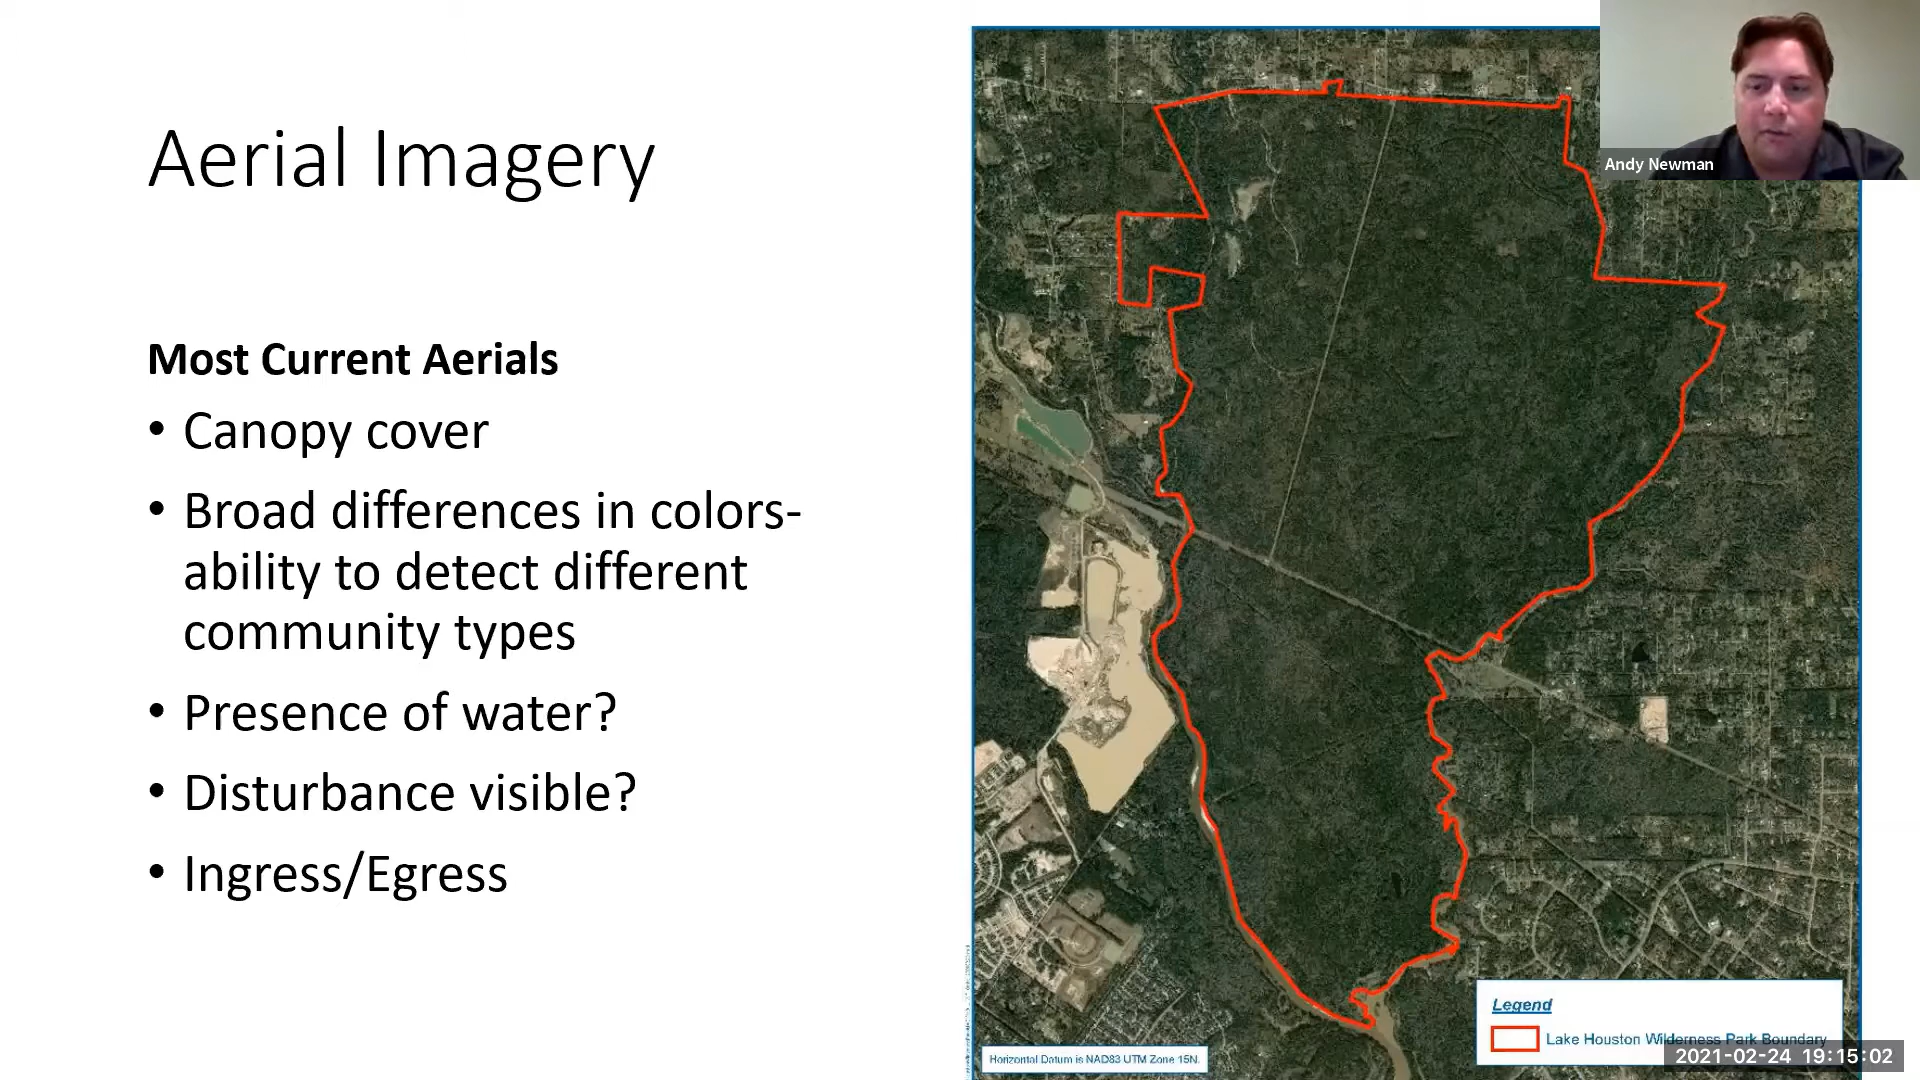 Aerial Imagery
Most Current Aerials
• Canopy cover
• Broad differences in colors-
ability to detect different
community types
• Presence of water?
• Disturbance visible?
• Ingress/Egress
Andy Newman
Legend
Lake Houston Wilderness Park Boundary
Horizontal Datum is NAD83 UTM Zone 15N.
2021-02-24 19:15:02